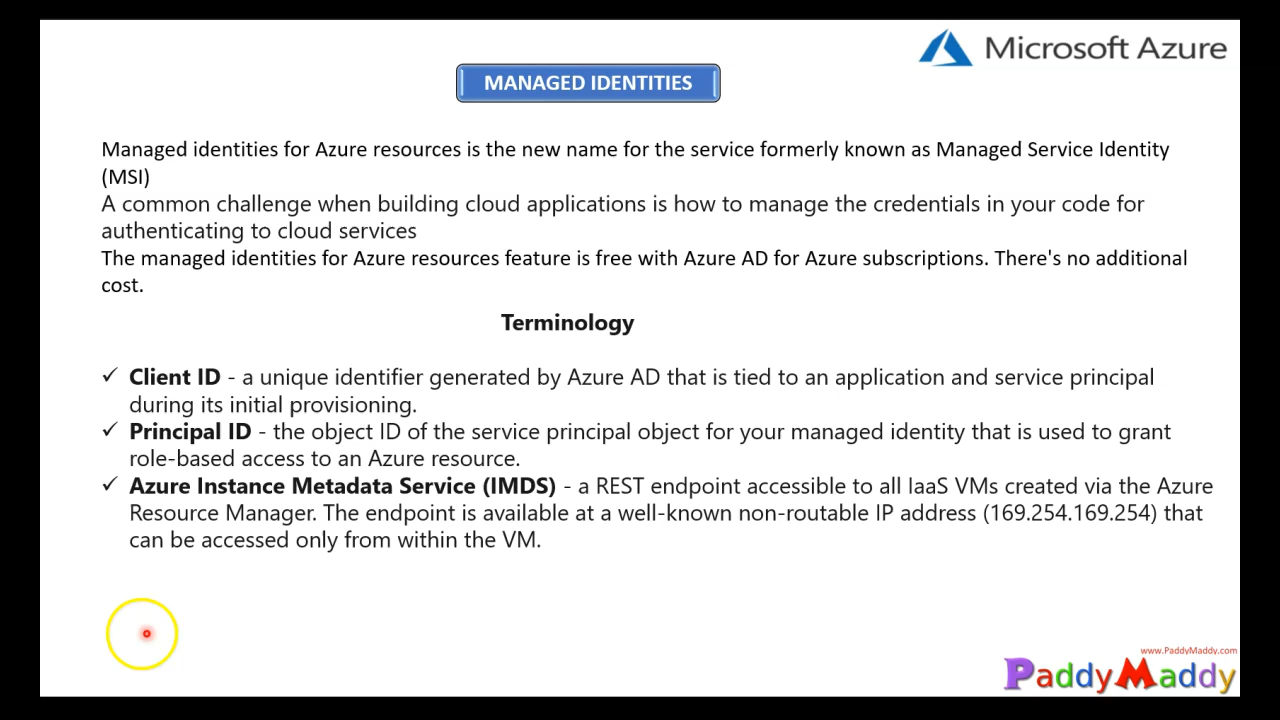 Microsoft Azure
MANAGED IDENTITIES
Managed identities for Azure resources is the new name for the service formerly known as Managed Service Identity
(MSI)
A common challenge when building cloud applications is how to manage the credentials in your code for
authenticating to cloud services
The managed identities for Azure resources feature is free with Azure AD for Azure subscriptions. There's no additional
cost.
Terminology
✓ Client ID - a unique identifier generated by Azure AD that is tied to an application and service principal
during its initial provisioning.
✓ Principal ID - the object ID of the service principal object for your managed identity that is used to grant
role-based access to an Azure resource.
✓ Azure Instance Metadata Service (IMDS) - a REST endpoint accessible to all IaaS VMs created via the Azure
Resource Manager. The endpoint is available at a well-known non-routable IP address (169.254.169.254) that
can be accessed only from within the VM.
www.PaddyMaddy.com
PaddyMaddy